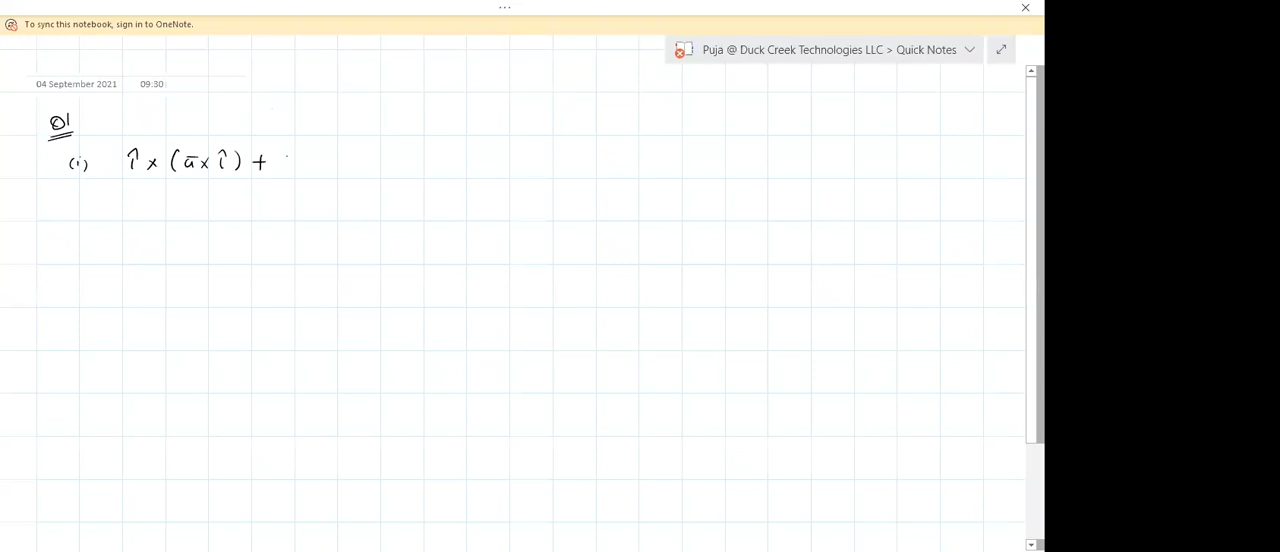 To sync this notebook, sign in to OneNote.
Puja @ Duck Creek Technologies LLC > Quick Notes
04 September 2021 09:30
Q1
(i) î × (ā × î) +